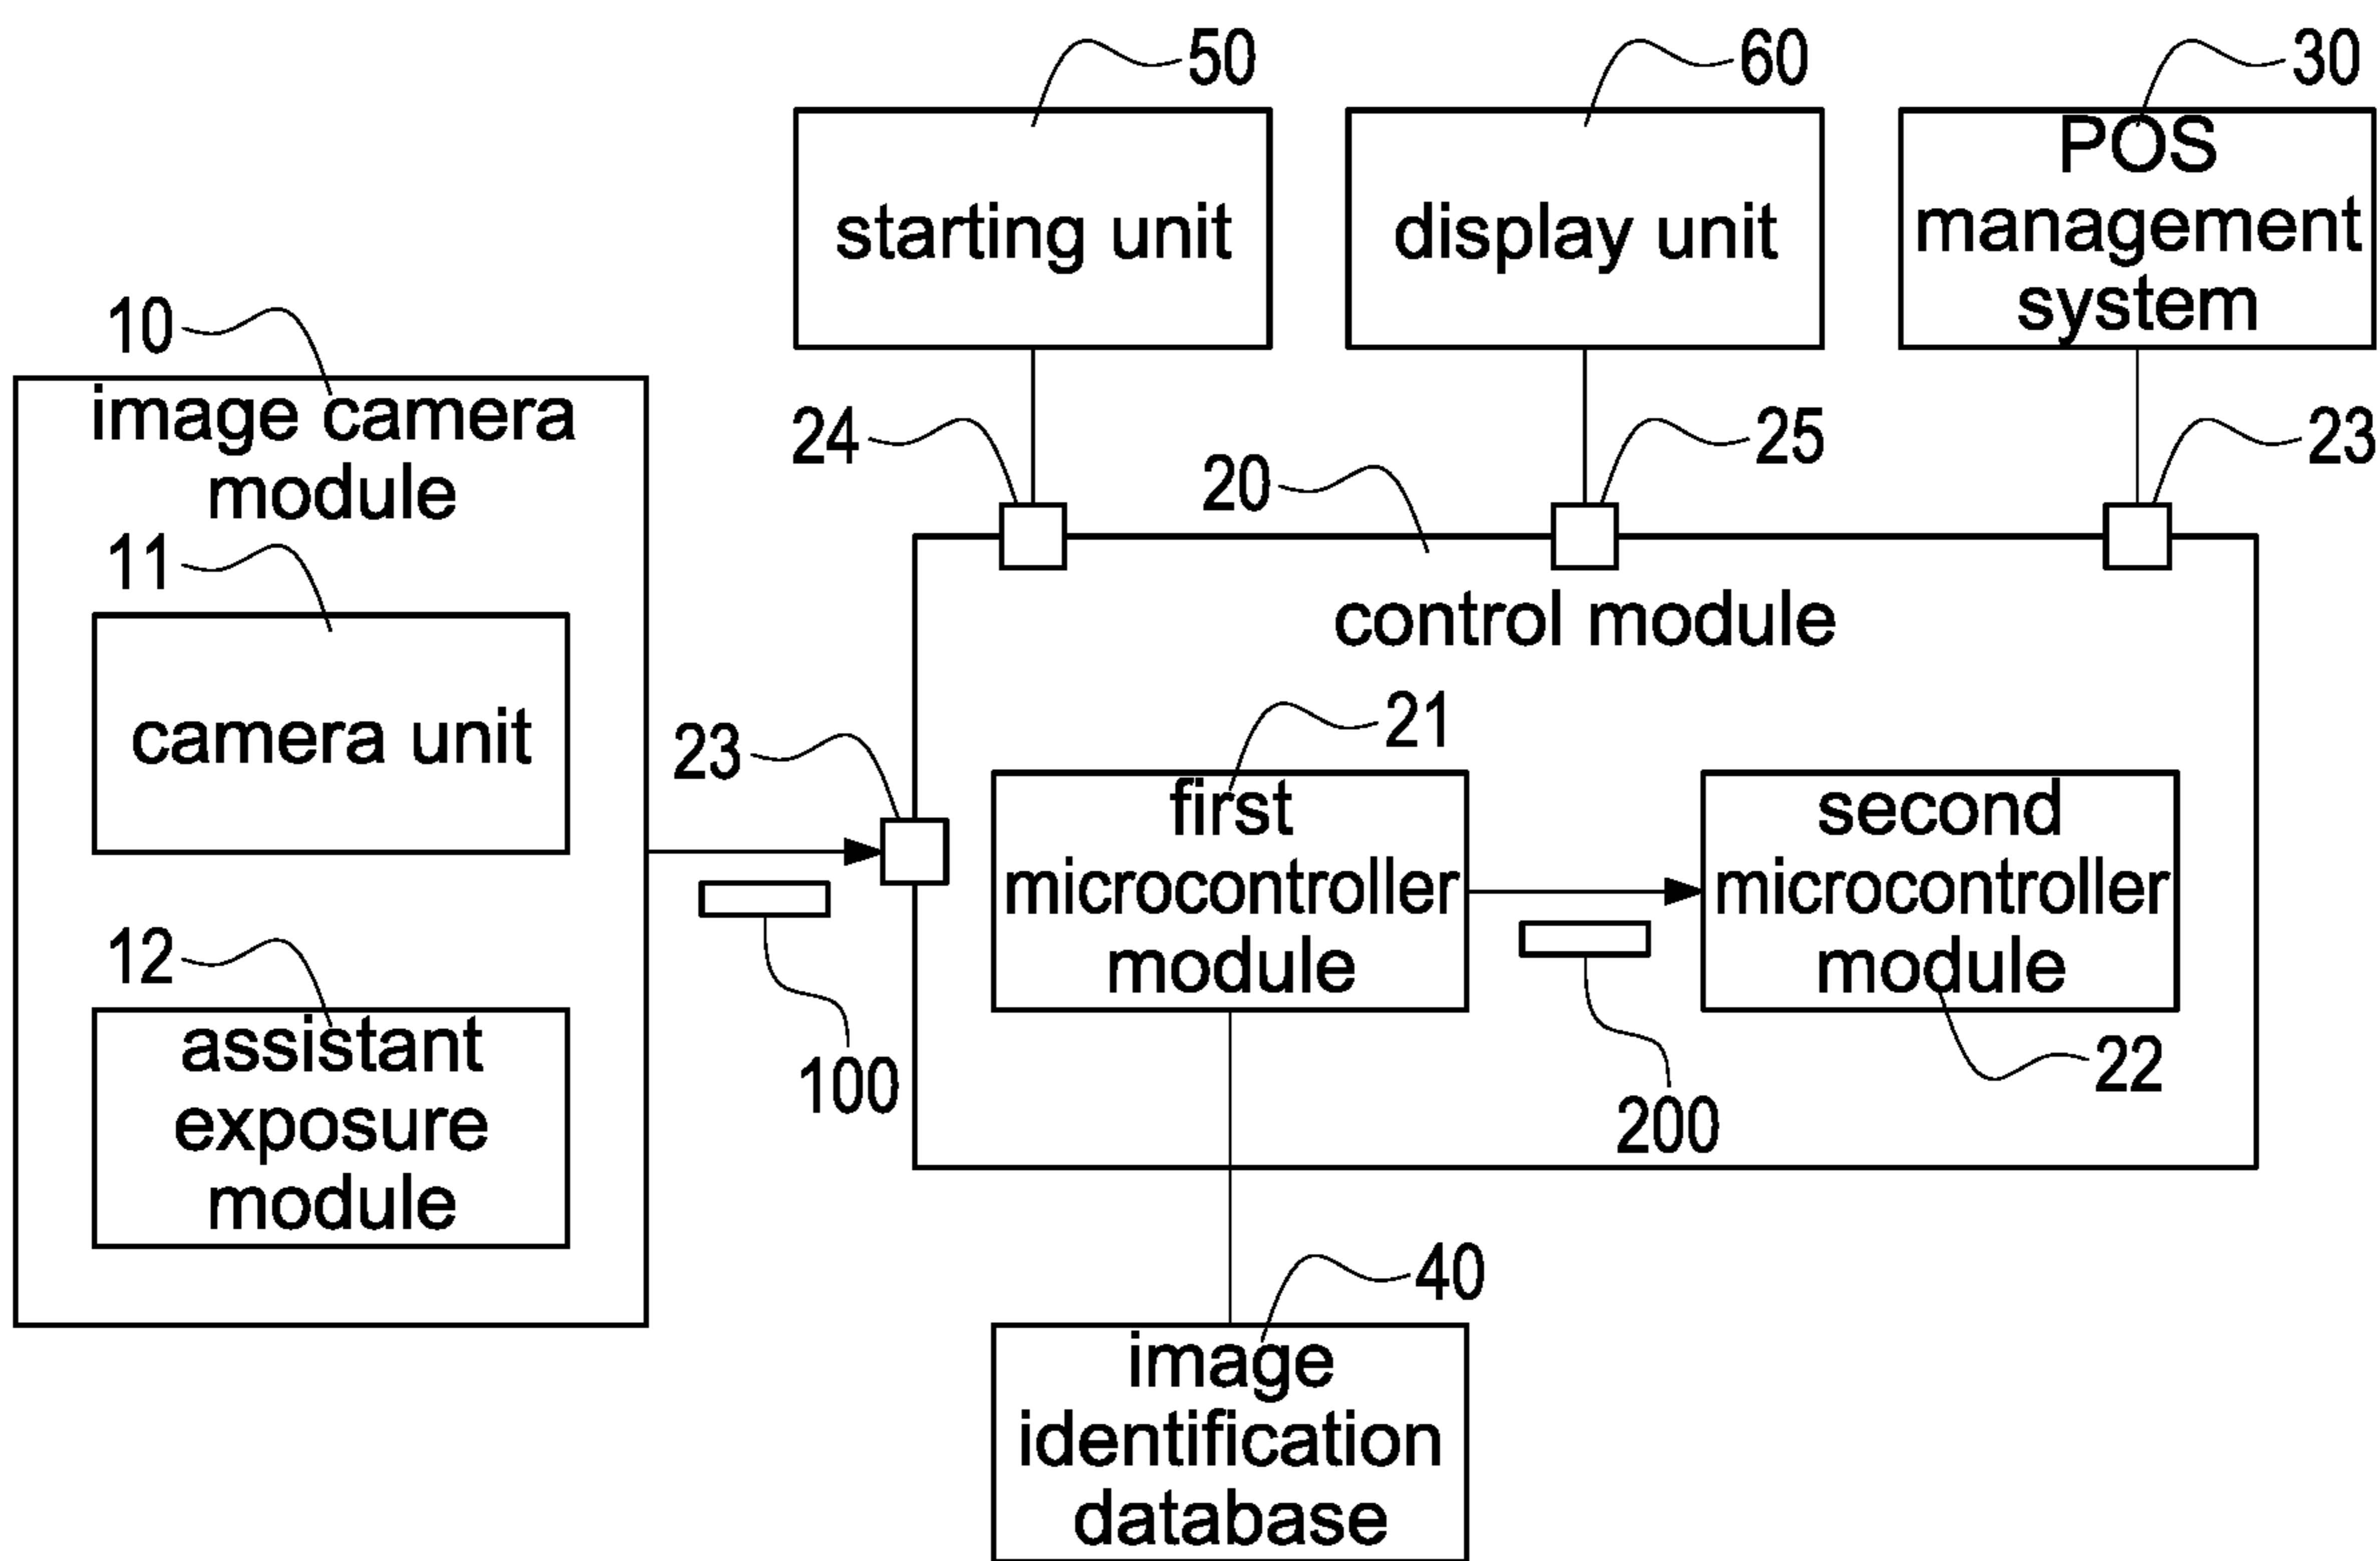 50
60
30
starting unit
display unit
POS
management
system
10
image camera
module
24
20
25
23
control module
11
camera unit
23
21
first
microcontroller
module
second
microcontroller
module
12
assistant
exposure
module
100
200
22
40
image
identification
database